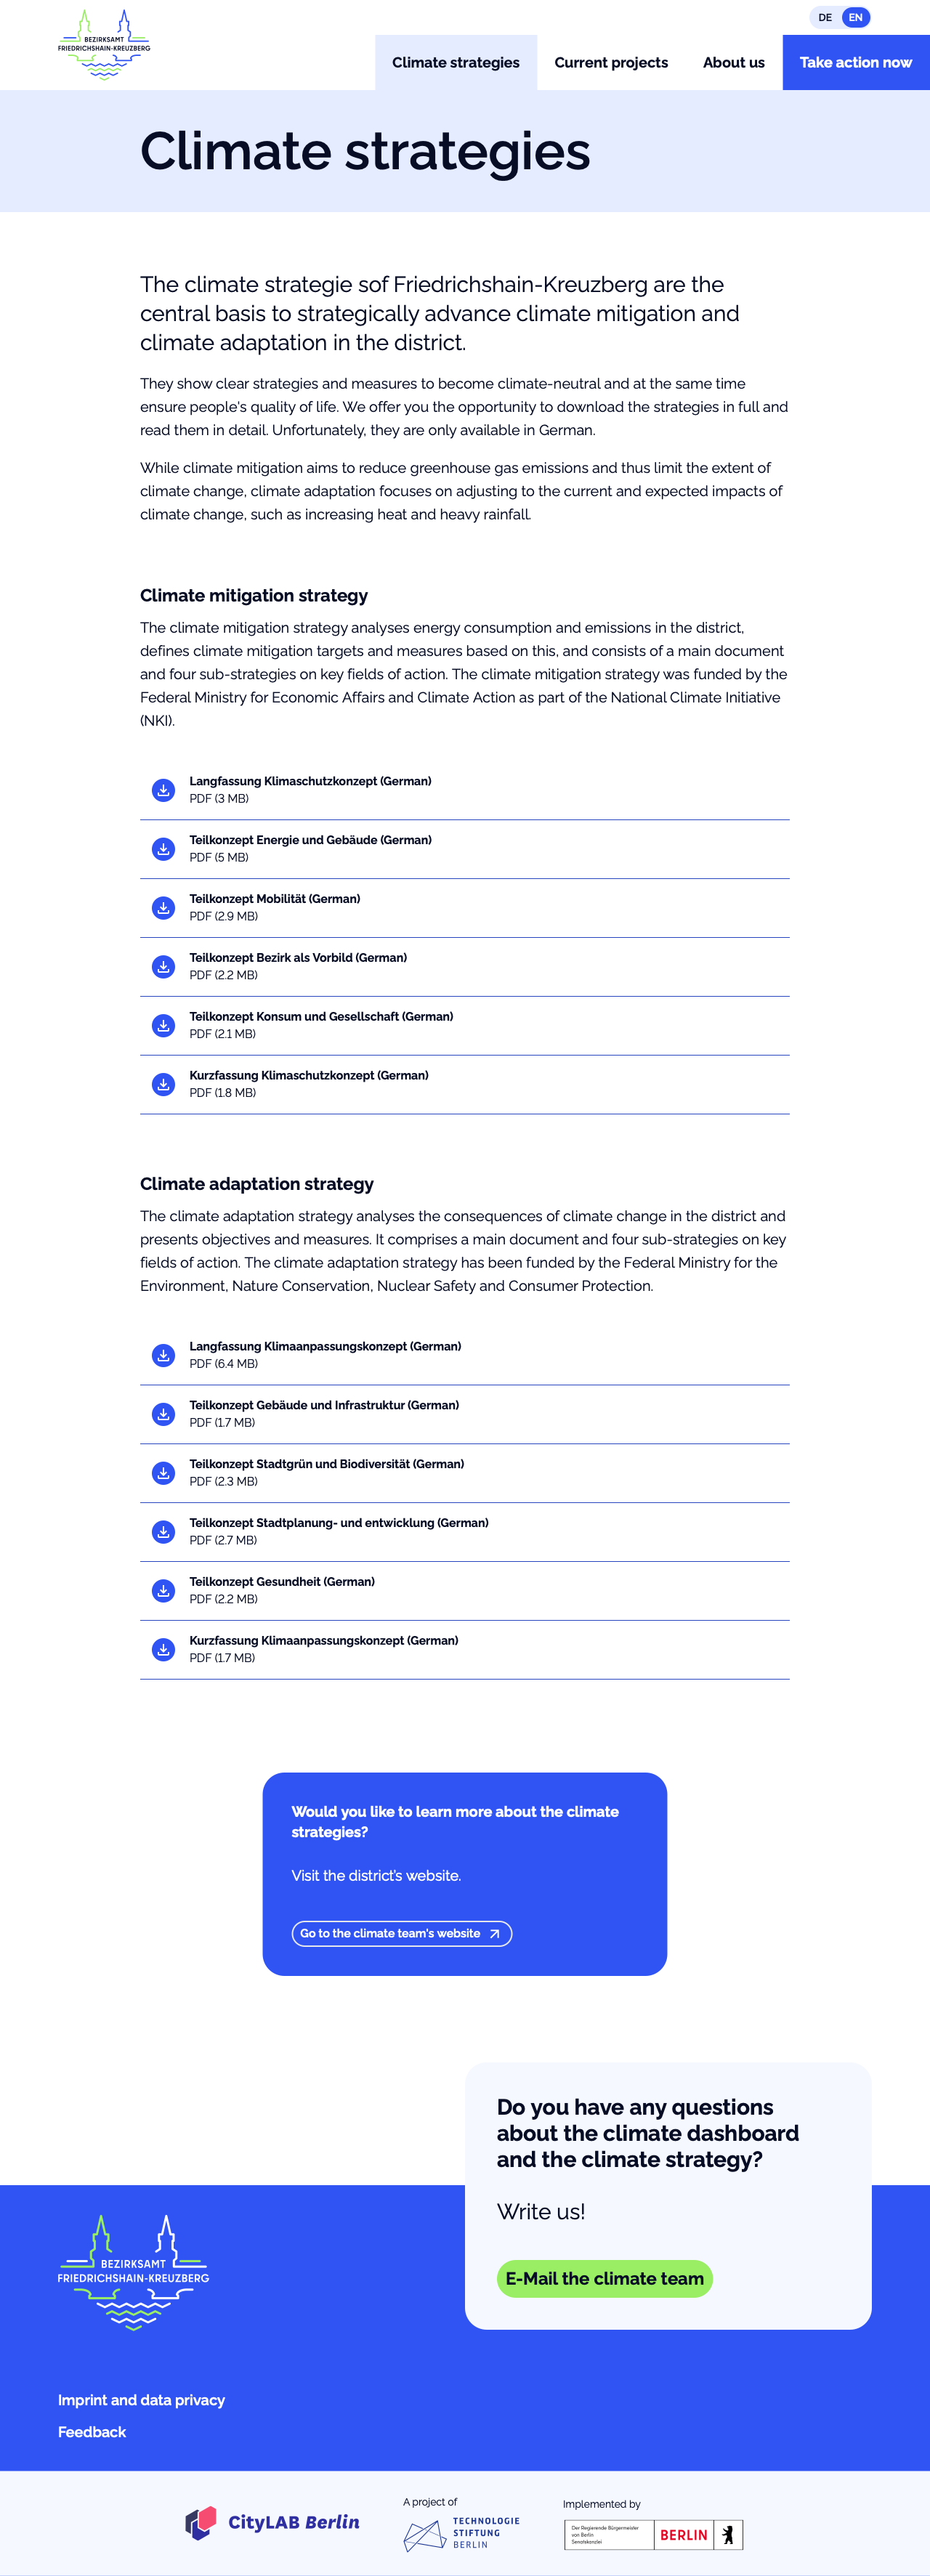 DE EN
BEZIRKSAMT
FRIEDRICHSHAIN-KREUZBERG
Climate strategies Current projects About us Take action now
Climate strategies
The climate strategie sof Friedrichshain-Kreuzberg are the
central basis to strategically advance climate mitigation and
climate adaptation in the district.
They show clear strategies and measures to become climate-neutral and at the same time
ensure people's quality of life. We offer you the opportunity to download the strategies in full and
read them in detail. Unfortunately, they are only available in German.
While climate mitigation aims to reduce greenhouse gas emissions and thus limit the extent of
climate change, climate adaptation focuses on adjusting to the current and expected impacts of
climate change, such as increasing heat and heavy rainfall.
Climate mitigation strategy
The climate mitigation strategy analyses energy consumption and emissions in the district,
defines climate mitigation targets and measures based on this, and consists of a main document
and four sub-strategies on key fields of action. The climate mitigation strategy was funded by the
Federal Ministry for Economic Affairs and Climate Action as part of the National Climate Initiative
(NKI).
Langfassung Klimaschutzkonzept (German)
PDF (3 MB)
Teilkonzept Energie und Gebäude (German)
PDF (5 MB)
Teilkonzept Mobilität (German)
PDF (2.9 MB)
Teilkonzept Bezirk als Vorbild (German)
PDF (2.2 MB)
Teilkonzept Konsum und Gesellschaft (German)
PDF (2.1 MB)
Kurzfassung Klimaschutzkonzept (German)
PDF (1.8 MB)
Climate adaptation strategy
The climate adaptation strategy analyses the consequences of climate change in the district and
presents objectives and measures. It comprises a main document and four sub-strategies on key
fields of action. The climate adaptation strategy has been funded by the Federal Ministry for the
Environment, Nature Conservation, Nuclear Safety and Consumer Protection.
Langfassung Klimaanpassungskonzept (German)
PDF (6.4 MB)
Teilkonzept Gebäude und Infrastruktur (German)
PDF (1.7 MB)
Teilkonzept Stadtgrün und Biodiversität (German)
PDF (2.3 MB)
Teilkonzept Stadtplanung- und entwicklung (German)
PDF (2.7 MB)
Teilkonzept Gesundheit (German)
PDF (2.2 MB)
Kurzfassung Klimaanpassungskonzept (German)
PDF (1.7 MB)
Would you like to learn more about the climate
strategies?
Visit the district's website.
Go to the climate team's website
Do you have any questions
about the climate dashboard
and the climate strategy?
Write us!
E-Mail the climate team
BEZIRKSAMT
FRIEDRICHSHAIN-KREUZBERG
Imprint and data privacy
Feedback
CityLAB Berlin
A project of
TECHNOLOGIE
STIFTUNG
BERLIN
Implemented by
Der Regierende Bürgermeister
von Berlin
Senatskanzlei
BERLIN